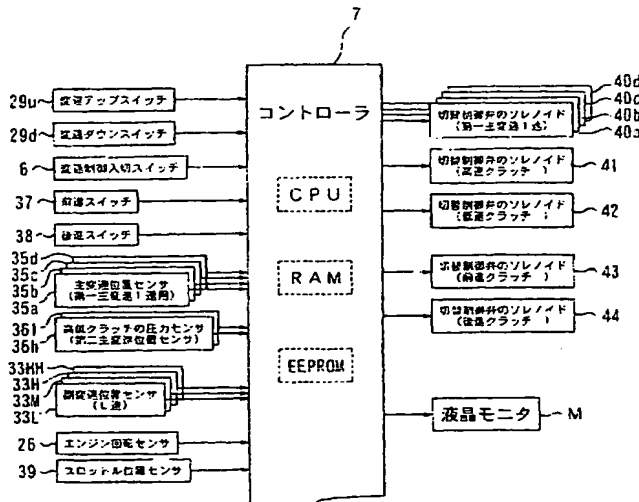 7
29u 変速アップスイッチ
29d 変速ダウンスイッチ
6 変速制御入切スイッチ
37 前進スイッチ
38 後進スイッチ
35d
35c
35b
35a
主変速位置センサ
(第一主変速1速用)
36l
36h
高低クラッチの圧力センサ
(第二主変速位置センサ)
33HH
33H
33M
33L
副変速位置センサ
(L速)
26 エンジン回転センサ
39 スロットル位置センサ
コントローラ
CPU
RAM
EEPROM
40d
40c
40b
40a
切替制御弁のソレノイド
(第一主変速1速)
切替制御弁のソレノイド
(高速クラッチ)
41
切替制御弁のソレノイド
(低速クラッチ)
42
切替制御弁のソレノイド
(前進クラッチ)
43
切替制御弁のソレノイド
(後進クラッチ)
44
液晶モニタ M